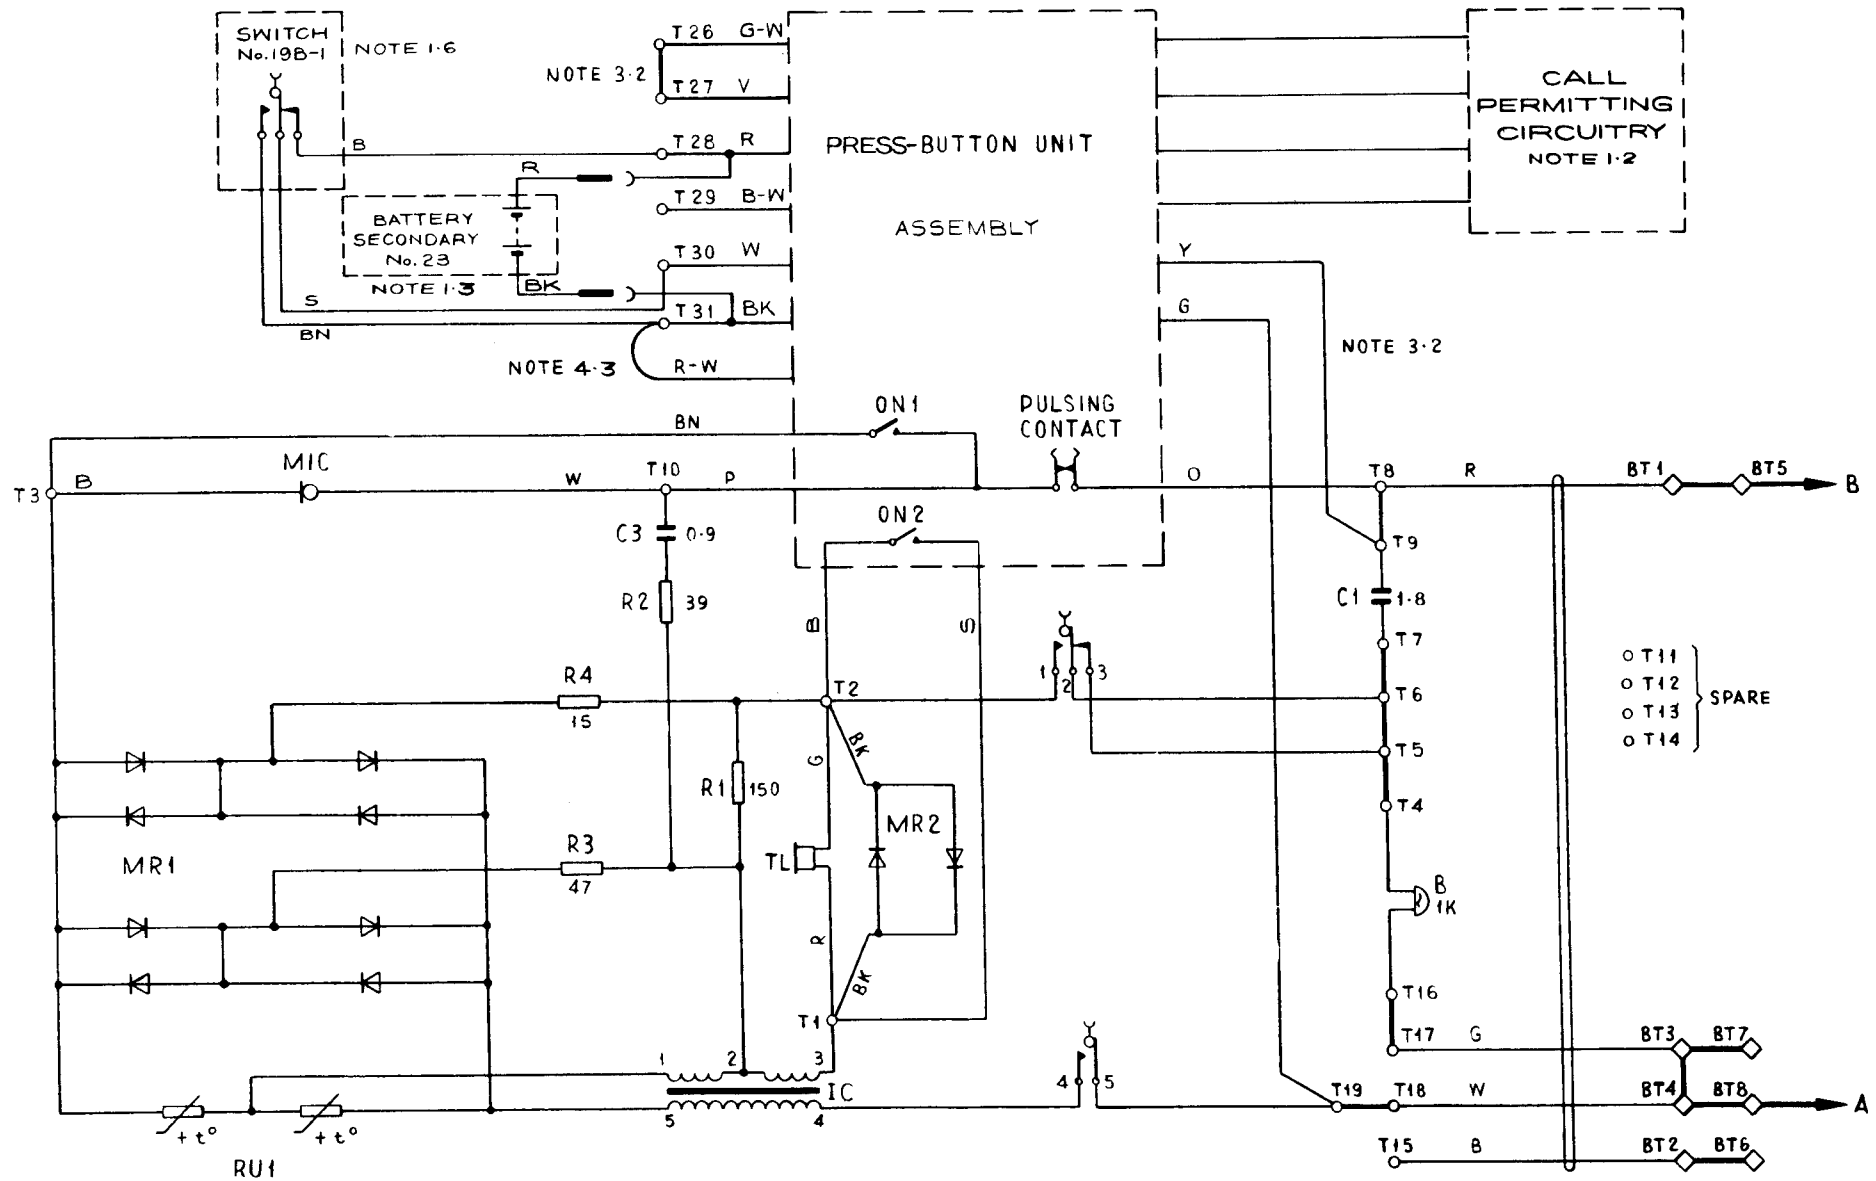 SWITCH
No.19B-1
NOTE 1·6
T26 G-W
NOTE 3·2
T27 V
B
T28 R
R
T29 B-W
BATTERY
SECONDARY
No.23
NOTE 1·3
BK
T30 W
S
BN
T31 BK
NOTE 4·3
R-W
PRESS-BUTTON UNIT
ASSEMBLY
CALL
PERMITTING
CIRCUITRY
NOTE 1·2
Y
G
NOTE 3·2
BN
ON1
PULSING
CONTACT
T3
B
MIC
W
T10
P
O
T8
R
BT1
BT5
B
C3 0·9
ON2
T9
R2 39
C1 1·8
B
S
T7
1
2
3
R4
15
T2
T6
T11
T12
T13
T14
SPARE
T5
BK
G
R1 150
T4
MR2
MR1
R3
47
TL
B
1K
R
BK
T16
T1
T17
G
BT3
BT7
1
2
3
IC
5
4
4
5
T19
T18
W
BT4
BT8
A
+t°
+t°
RU1
T15
B
BT2
BT6